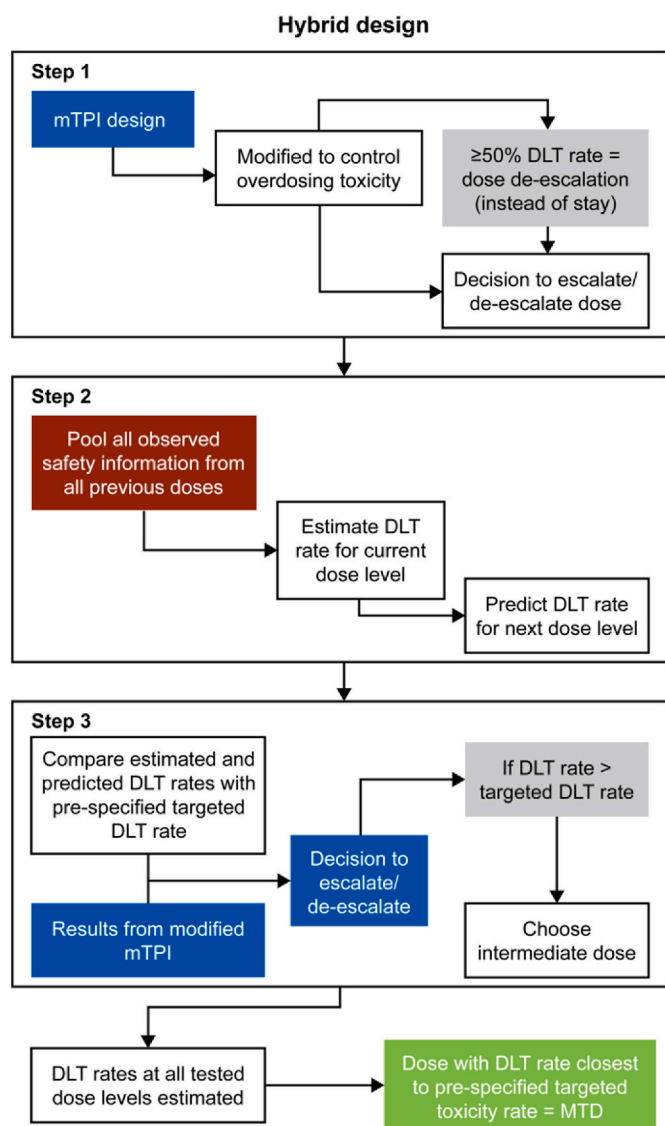 Hybrid design
Step 1
mTPI design
Modified to control
overdosing toxicity
≥50% DLT rate =
dose de-escalation
(instead of stay)
Decision to escalate/
de-escalate dose
Step 2
Pool all observed
safety information from
all previous doses
Estimate DLT
rate for current
dose level
Predict DLT rate
for next dose level
Step 3
Compare estimated and
predicted DLT rates with
pre-specified targeted
DLT rate
Results from modified
mTPI
Decision to
escalate/
de-escalate
If DLT rate >
targeted DLT rate
Choose
intermediate dose
DLT rates at all tested
dose levels estimated
Dose with DLT rate closest
to pre-specified targeted
toxicity rate = MTD